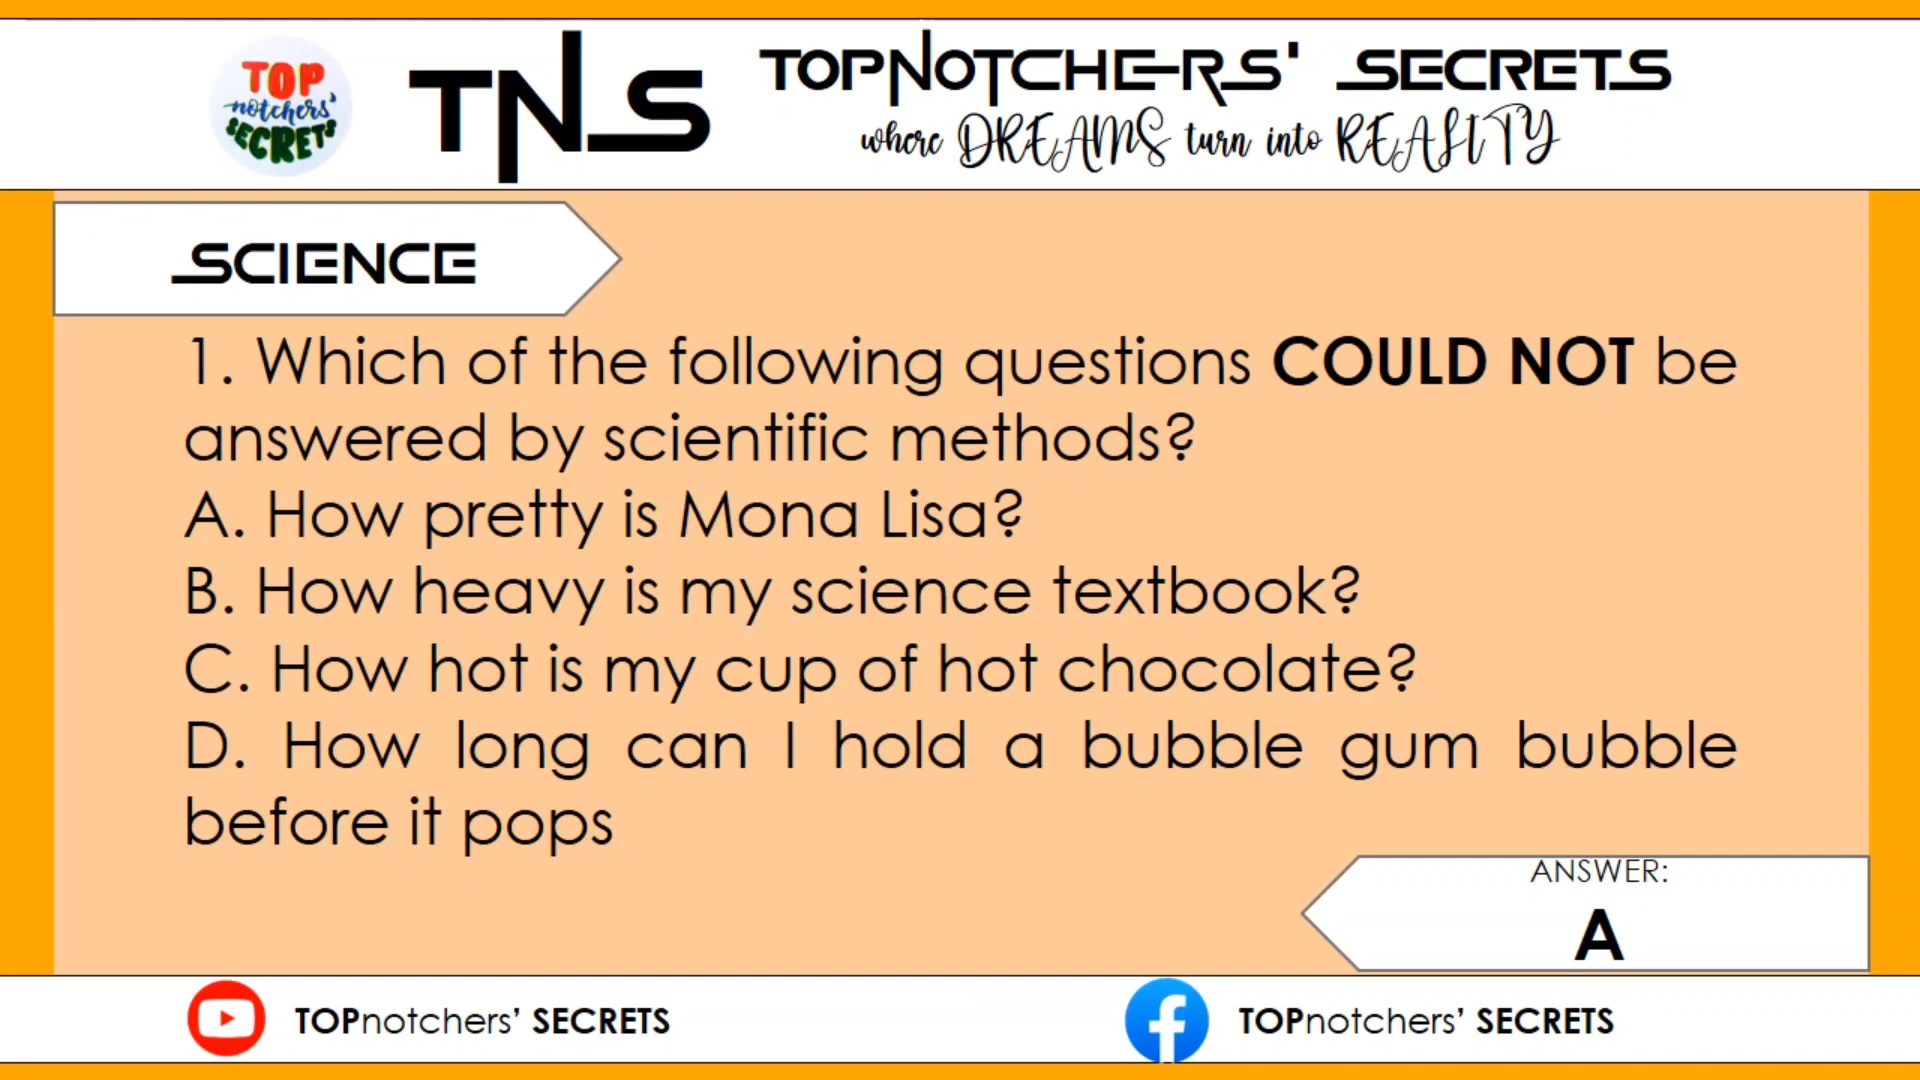 TOP
notchers'
SECRETS
TNS
TOPNOTCHERS' SECRETS
where DREAMS turn into REALITY
SCIENCE
1. Which of the following questions COULD NOT be
answered by scientific methods?
A. How pretty is Mona Lisa?
B. How heavy is my science textbook?
C. How hot is my cup of hot chocolate?
D. How long can I hold a bubble gum bubble
before it pops
ANSWER:
A
TOPnotchers' SECRETS
TOPnotchers' SECRETS